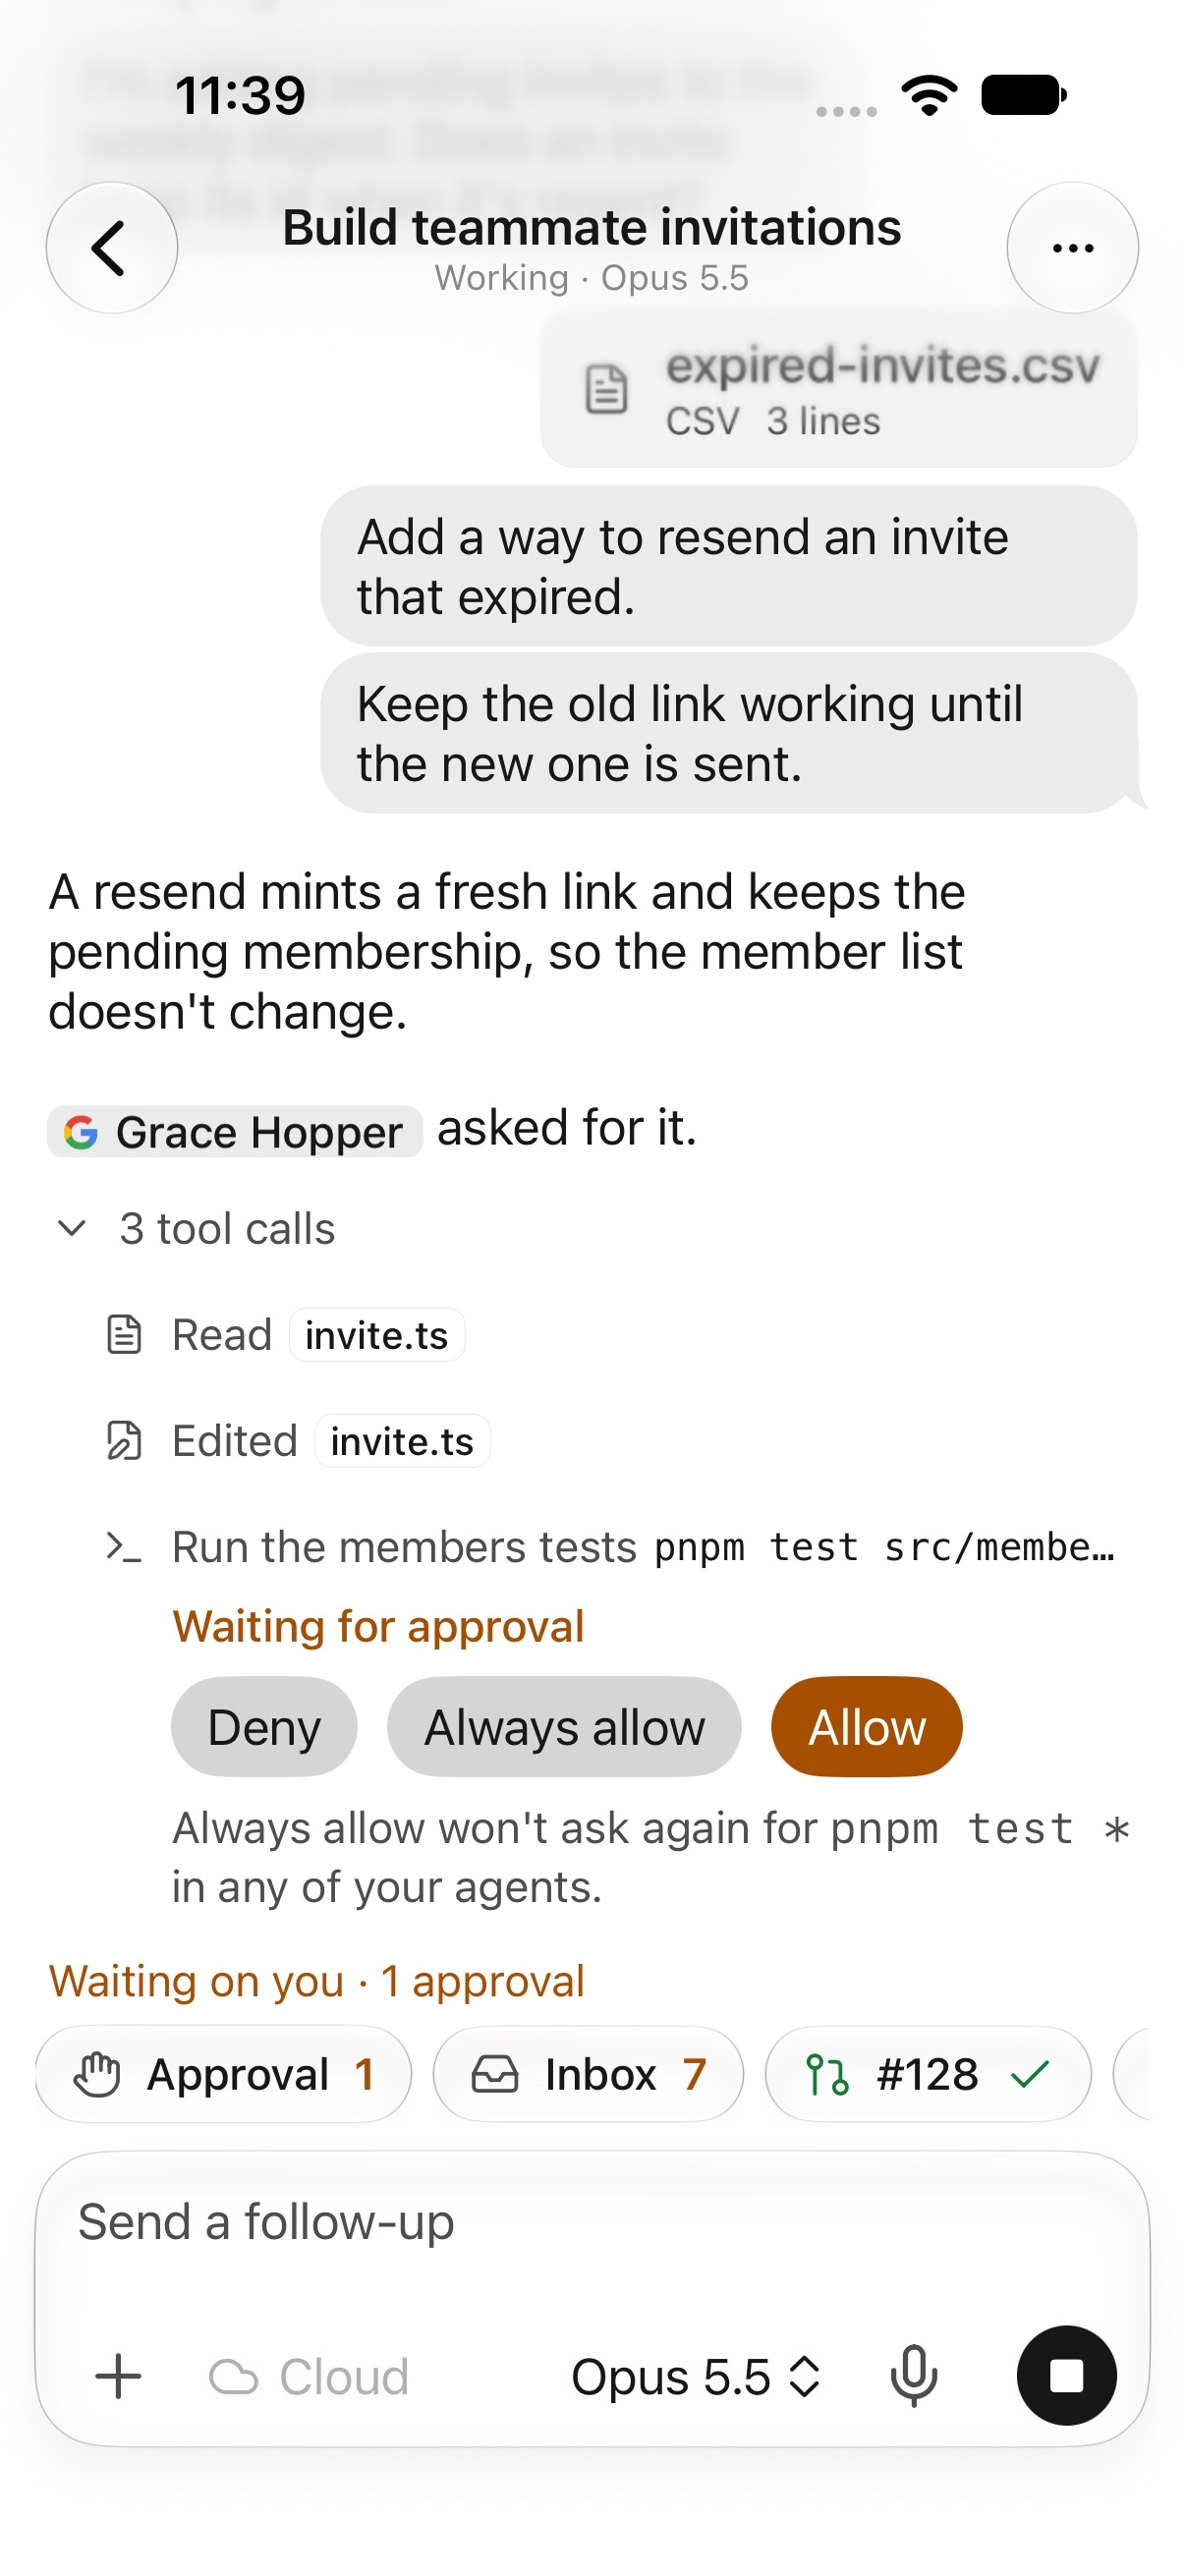 11:39
Build teammate invitations
Working · Opus 5.5
expired-invites.csv
CSV 3 lines
Add a way to resend an invite
that expired.
Keep the old link working until
the new one is sent.
A resend mints a fresh link and keeps the
pending membership, so the member list
doesn't change.
Grace Hopper asked for it.
3 tool calls
Read invite.ts
Edited invite.ts
Run the members tests pnpm test src/membe…
Waiting for approval
Deny
Always allow
Allow
Always allow won't ask again for pnpm test *
in any of your agents.
Waiting on you · 1 approval
Approval 1
Inbox 7
#128
Send a follow-up
Cloud
Opus 5.5